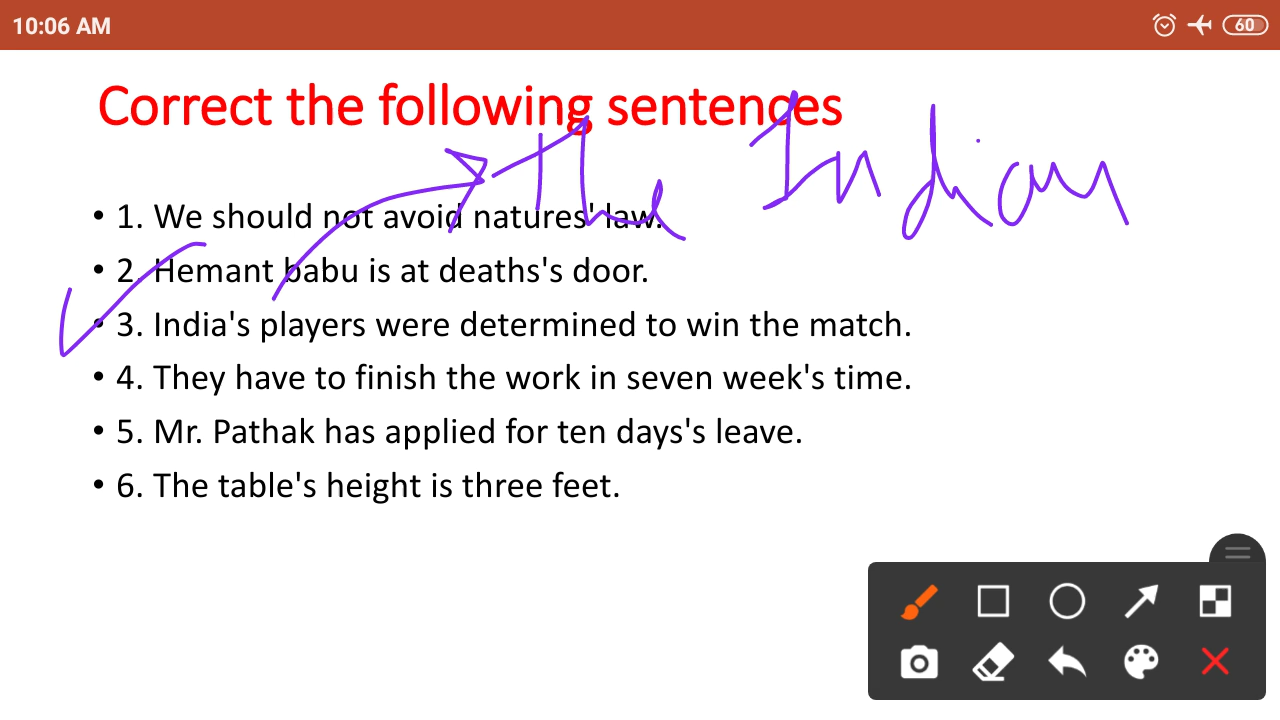 10:06 AM
60
Correct the following sentences
the Indian
• 1. We should not avoid natures' law.
• 2. Hemant babu is at deaths's door.
• 3. India's players were determined to win the match.
• 4. They have to finish the work in seven week's time.
• 5. Mr. Pathak has applied for ten days's leave.
• 6. The table's height is three feet.